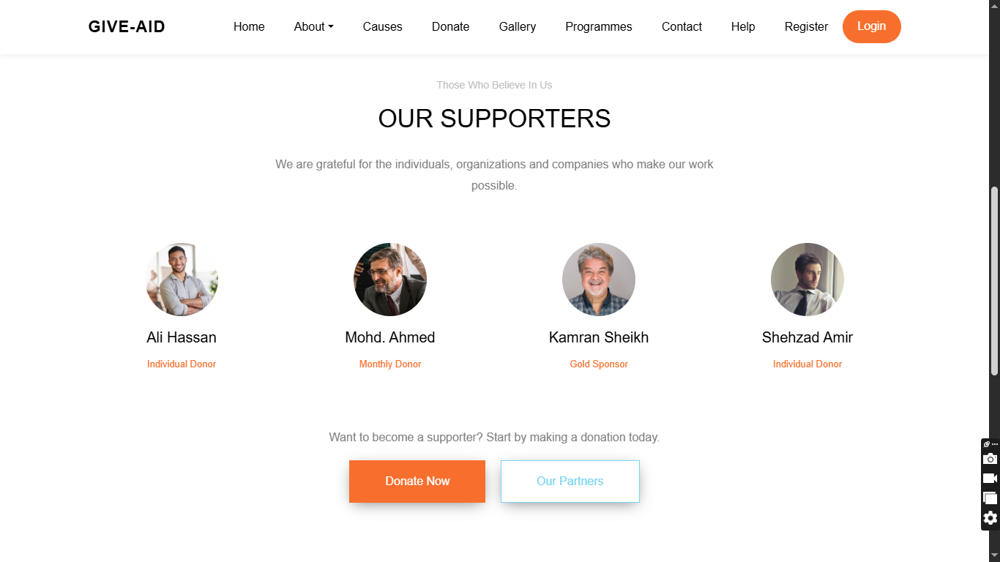 GIVE-AID
Home About Causes Donate Gallery Programmes Contact Help Register Login
Those Who Believe In Us
OUR SUPPORTERS
We are grateful for the individuals, organizations and companies who make our work
possible.
Ali Hassan Mohd. Ahmed Kamran Sheikh Shehzad Amir
Individual Donor Monthly Donor Gold Sponsor Individual Donor
Want to become a supporter? Start by making a donation today.
Donate Now Our Partners